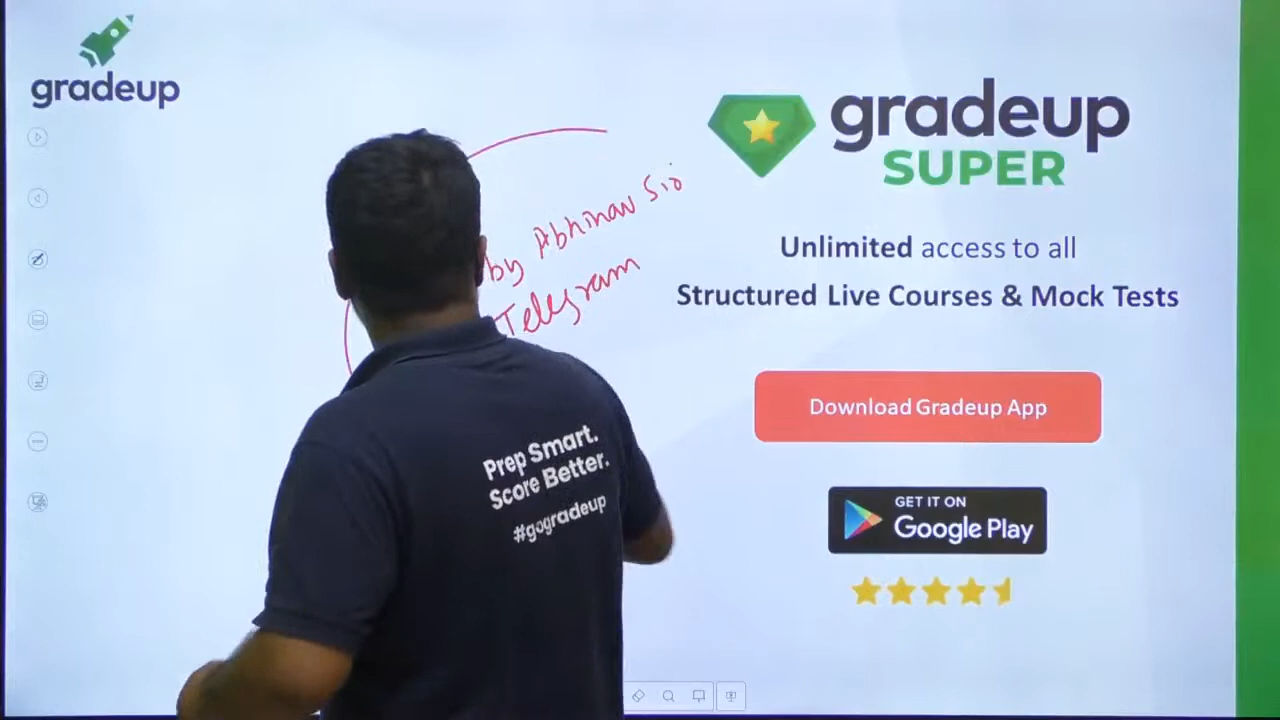 gradeup
gradeup
SUPER
by Abhinav Sir
Telegram
Unlimited access to all
Structured Live Courses & Mock Tests
Download Gradeup App
GET IT ON
Google Play
Prep Smart.
Score Better.
#gogradeup